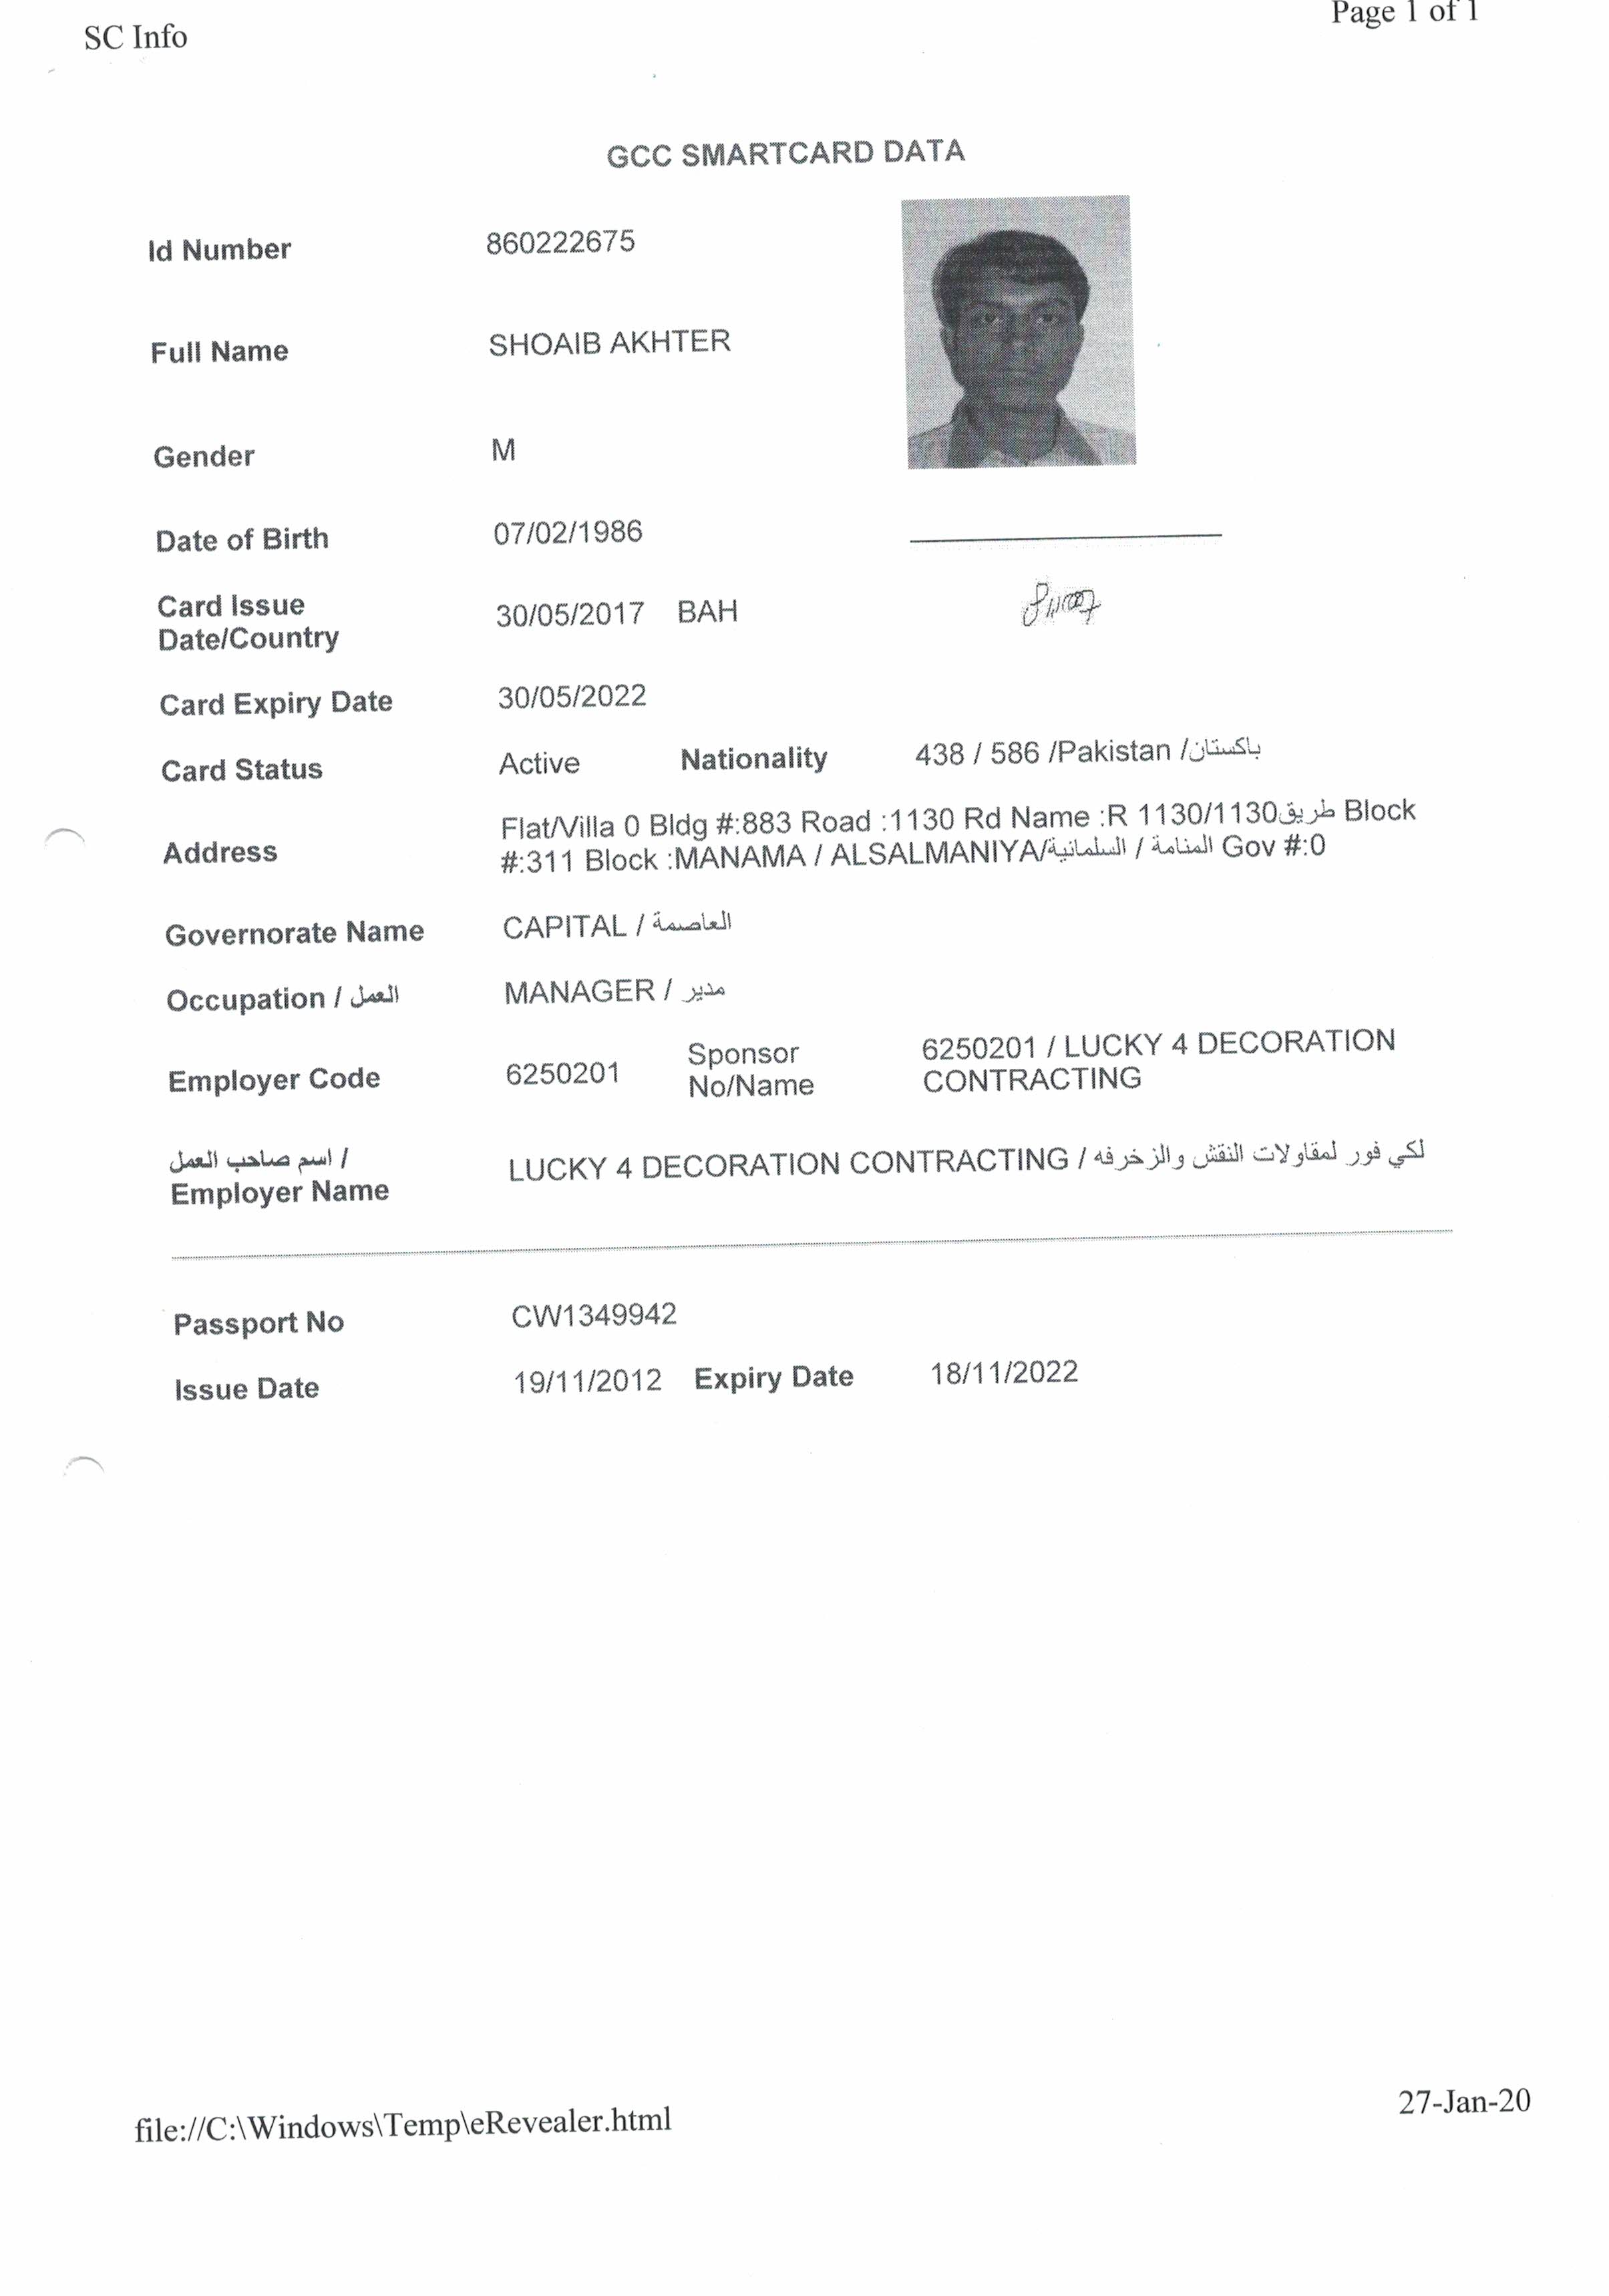 SC Info
Page 1 of 1
GCC SMARTCARD DATA
Id Number 860222675
Full Name SHOAIB AKHTER
Gender M
Date of Birth 07/02/1986
Card Issue
Date/Country 30/05/2017 BAH
Card Expiry Date 30/05/2022
Card Status Active Nationality 438 / 586 /Pakistan /باكستان
Address Flat/Villa 0 Bldg #:883 Road :1130 Rd Name :R 1130/1130طريق Block
#:311 Block :MANAMA / ALSALMANIYA/المنامة / السلمانية Gov #:0
Governorate Name CAPITAL / العاصمة
Occupation / العمل MANAGER / مدير
Employer Code 6250201 Sponsor No/Name 6250201 / LUCKY 4 DECORATION
CONTRACTING
اسم صاحب العمل /
Employer Name LUCKY 4 DECORATION CONTRACTING / لكي فور لمقاولات النقش والزخرفه
Passport No CW1349942
Issue Date 19/11/2012 Expiry Date 18/11/2022
file://C:\Windows\Temp\eRevealer.html
27-Jan-20